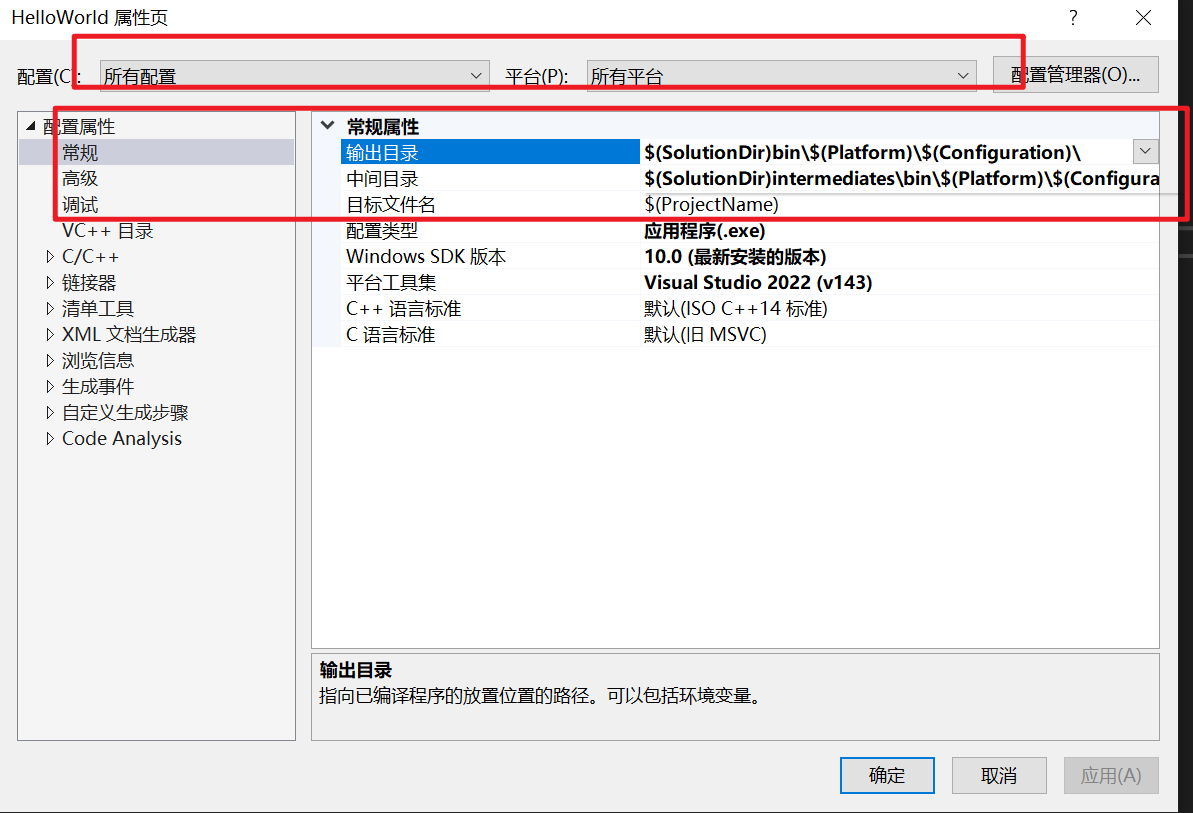 HelloWorld 属性页
?
配置(C):
所有配置
平台(P):
所有平台
配置管理器(O)...
配置属性
常规
高级
调试
VC++ 目录
C/C++
链接器
清单工具
XML 文档生成器
浏览信息
生成事件
自定义生成步骤
Code Analysis
常规属性
输出目录 $(SolutionDir)bin\$(Platform)\$(Configuration)\
中间目录 $(SolutionDir)intermediates\bin\$(Platform)\$(Configura
目标文件名 $(ProjectName)
配置类型 应用程序(.exe)
Windows SDK 版本 10.0 (最新安装的版本)
平台工具集 Visual Studio 2022 (v143)
C++ 语言标准 默认(ISO C++14 标准)
C 语言标准 默认(旧 MSVC)
输出目录
指向已编译程序的放置位置的路径。可以包括环境变量。
确定
取消
应用(A)